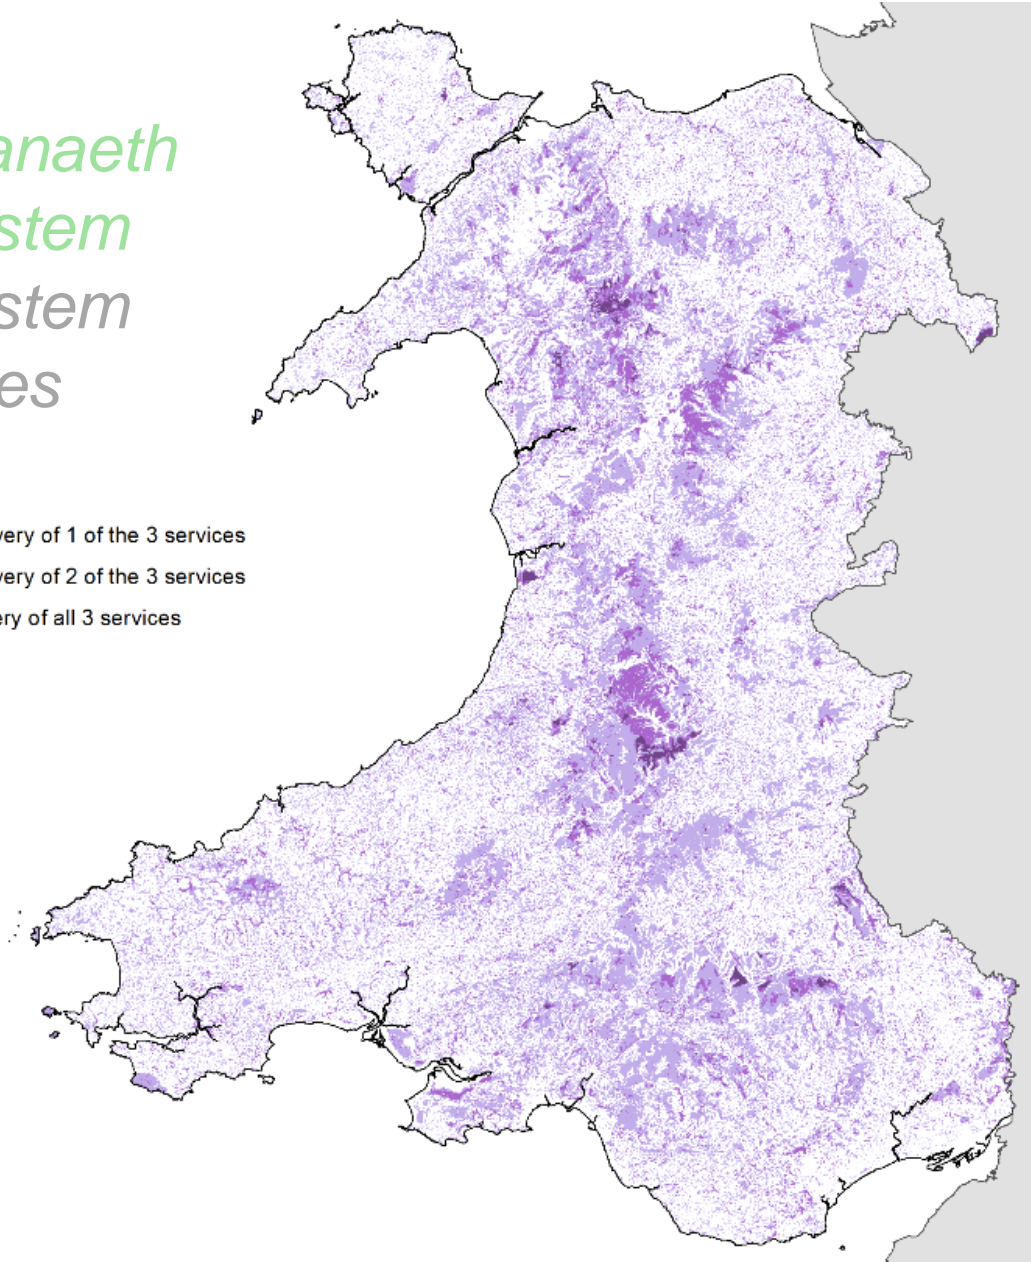 anaeth
stem
stem
es
very of 1 of the 3 services
very of 2 of the 3 services
ery of all 3 services